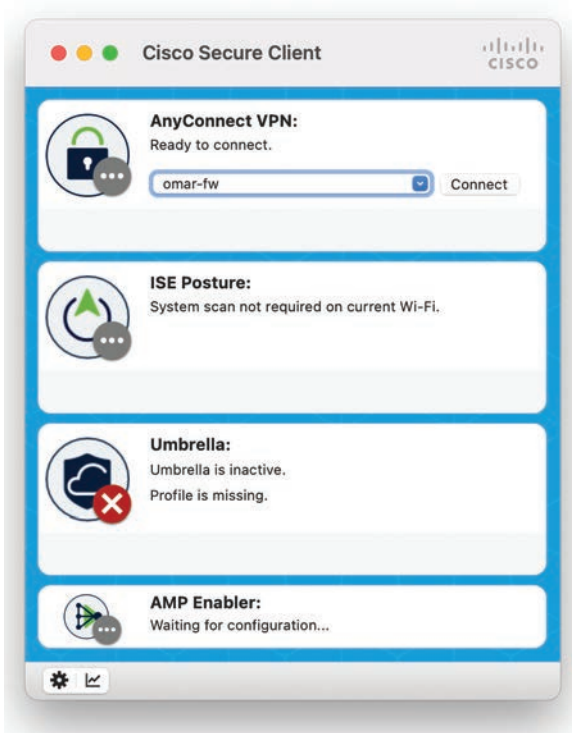 Cisco Secure Client
CISCO
AnyConnect VPN:
Ready to connect.
omar-fw
Connect
ISE Posture:
System scan not required on current Wi-Fi.
Umbrella:
Umbrella is inactive.
Profile is missing.
AMP Enabler:
Waiting for configuration...